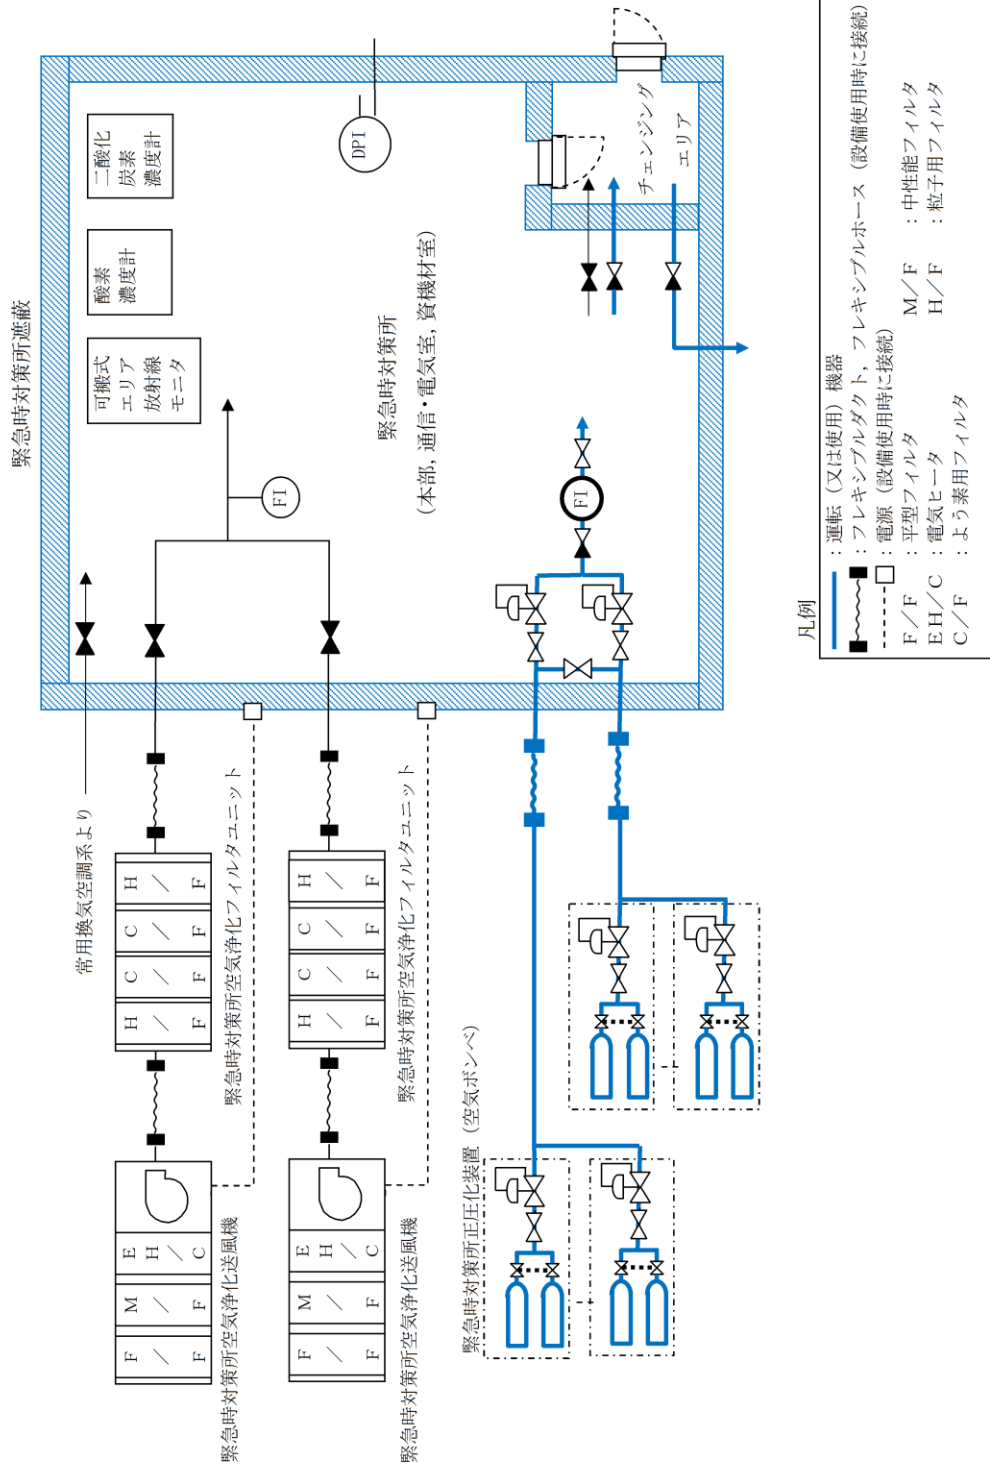 緊急時対策所遮蔽
二酸化
炭素
濃度計
酸素
濃度計
可搬式
エリア
放射線
モニタ
DPI
チェンジング
エリア
緊急時対策所
(本部,通信・電気室,資機材室)
FI
FI
常用換気空調系より
H/F
C/F
C/F
H/F
緊急時対策所空気浄化フィルタユニット
H/F
C/F
C/F
H/F
緊急時対策所空気浄化フィルタユニット
F/F
M/F
EH/C
緊急時対策所空気浄化送風機
F/F
M/F
EH/C
緊急時対策所空気浄化送風機
緊急時対策所正圧化装置(空気ボンベ)
凡例
:運転(又は使用)機器
:フレキシブルダクト,フレキシブルホース(設備使用時に接続)
:電源(設備使用時に接続)
F/F :平型フィルタ M/F :中性能フィルタ
EH/C :電気ヒータ H/F :粒子用フィルタ
C/F :よう素用フィルタ